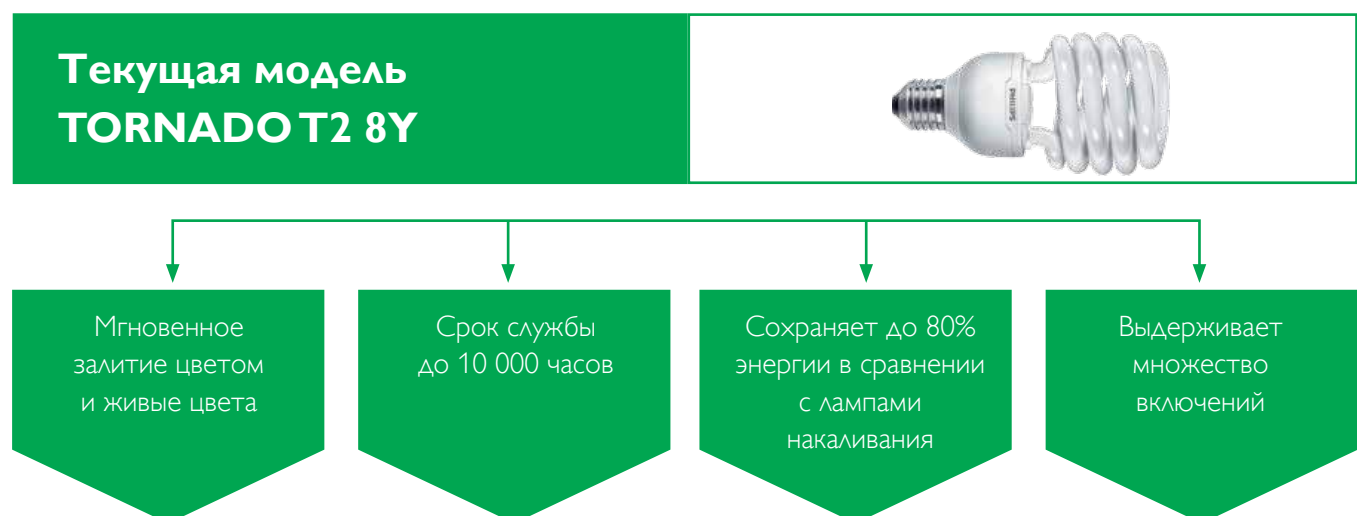 Текущая модель
TORNADO T2 8Y
PHILIPS
Мгновенное
залитие цветом
и живые цвета
Срок службы
до 10 000 часов
Сохраняет до 80%
энергии в сравнении
с лампами
накаливания
Выдерживает
множество
включений